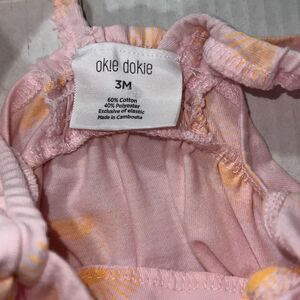 okie dokie
3M
60% Cotton
40% Polyester
Exclusive of elastic
Made in Cambodia